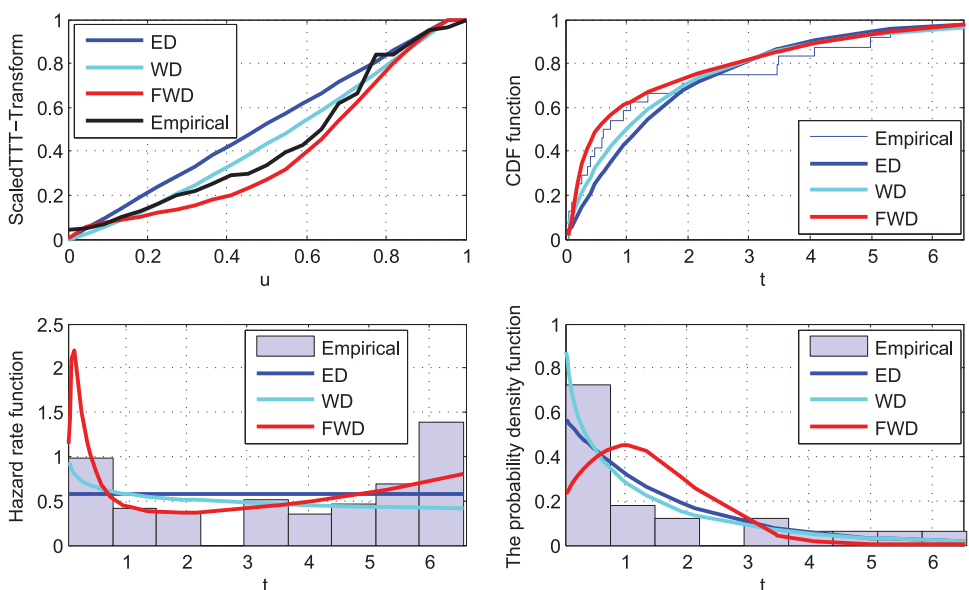 ScaledTTT−Transform
1
0.8
0.6
0.4
0.2
0
0
0.2
0.4
0.6
0.8
1
u
ED
WD
FWD
Empirical
CDF function
1
0.8
0.6
0.4
0.2
0
0
1
2
3
4
5
6
t
Empirical
ED
WD
FWD
Hazard rate function
2.5
2
1.5
1
0.5
0
1
2
3
4
5
6
t
Empirical
ED
WD
FWD
The probability density function
1
0.8
0.6
0.4
0.2
0
0
1
2
3
4
5
6
t
Empirical
ED
WD
FWD